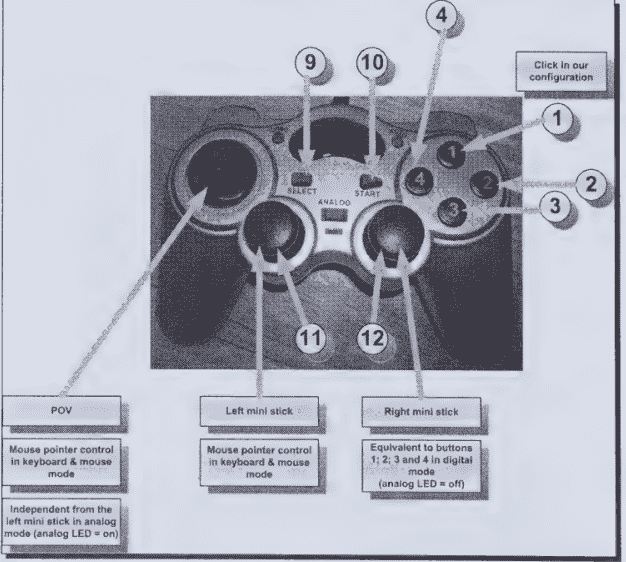 4
9
10
Click in our
configuration
1
2
3
1
2
3
4
SELECT
START
ANALOG
11
12
POV
Left mini stick
Right mini stick
Mouse pointer control
in keyboard & mouse
mode
Mouse pointer control
in keyboard & mouse
mode
Equivalent to buttons
1; 2; 3 and 4 in digital
mode
(analog LED = off)
Independent from the
left mini stick in analog
mode (analog LED = on)